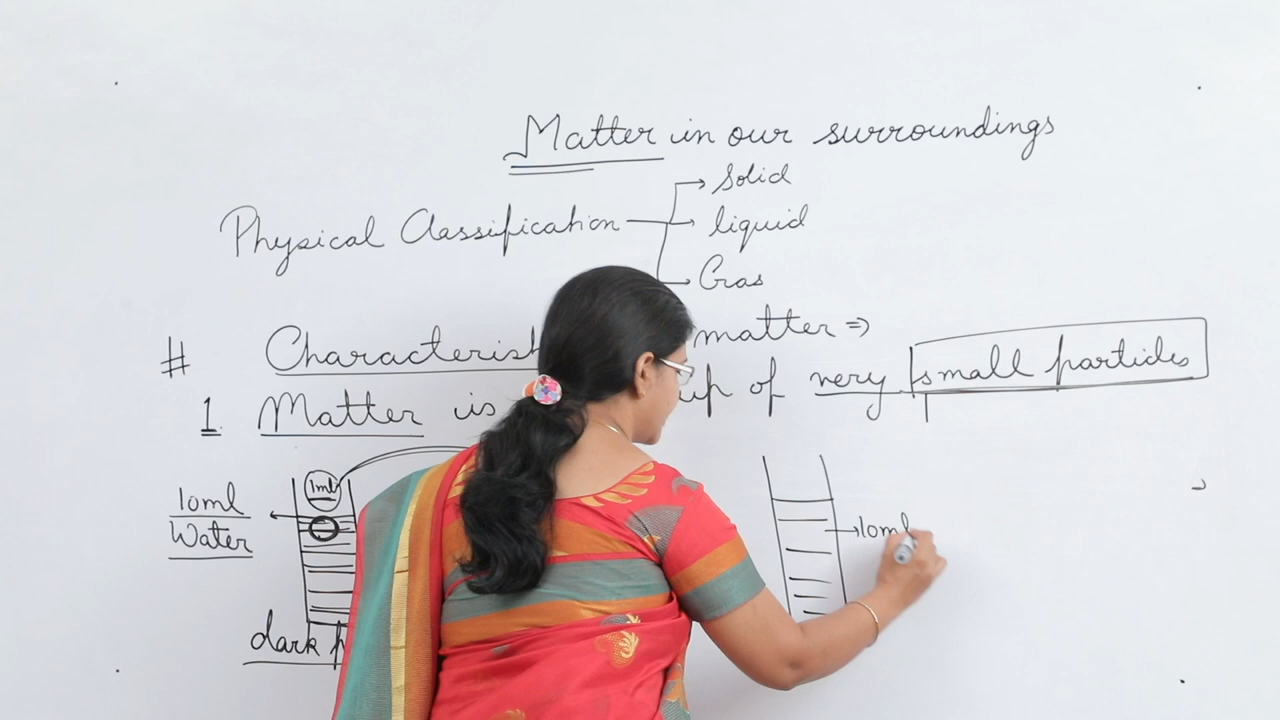 Matter in our surroundings
Physical Classification
Solid
liquid
Gas
# Characterist matter ⇒
1 Matter is up of very small particles
1ml
10ml
Water
dark p
10ml